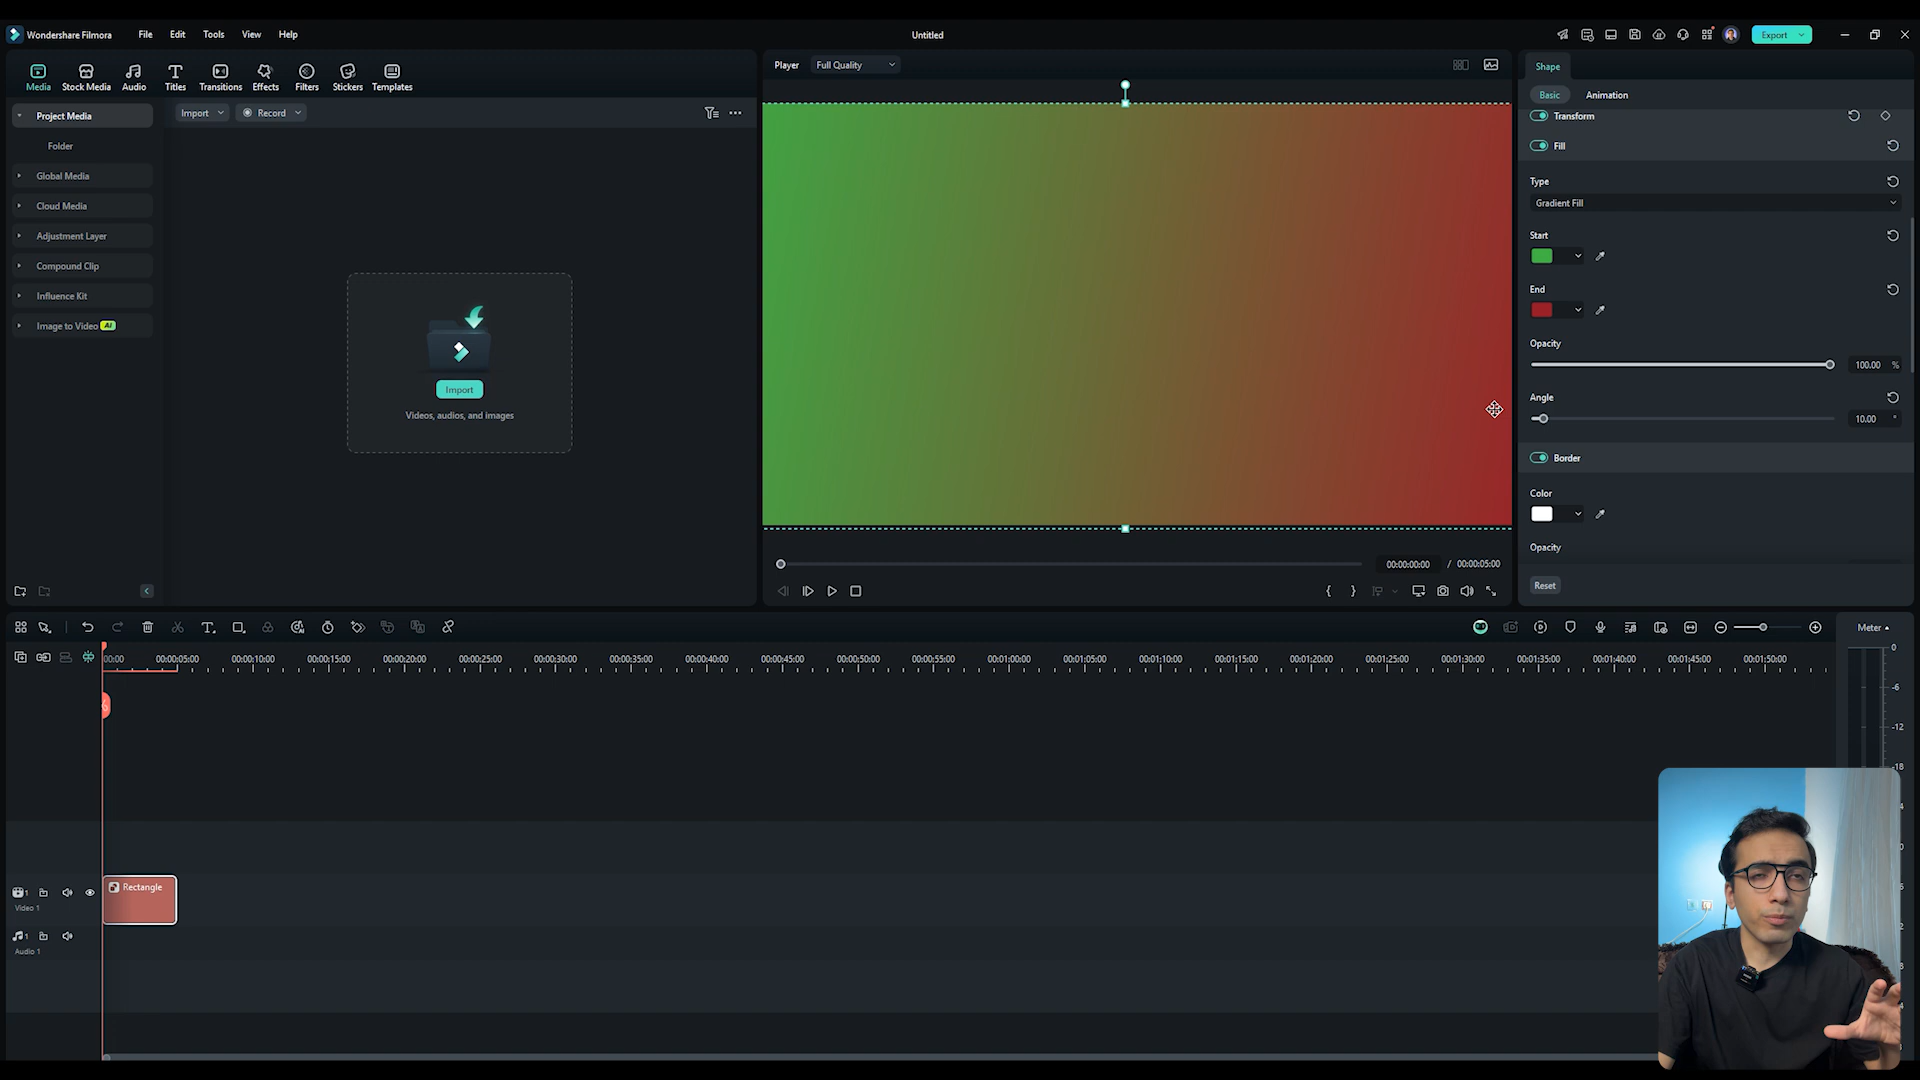 Wondershare Filmora
File
Edit
Tools
View
Help
Untitled
Export
Media
Stock Media
Audio
Titles
Transitions
Effects
Filters
Stickers
Templates
Player
Full Quality
Shape
Basic
Animation
Project Media
Folder
Global Media
Cloud Media
Adjustment Layer
Compound Clip
Influence Kit
Image to Video AI
Import
Record
Import
Videos, audios, and images
Transform
Fill
Type
Gradient Fill
Start
End
Opacity
100.00 %
Angle
10.00 °
Border
Color
Opacity
Reset
00:00:00:00 / 00:00:05:00
00:00
00:00:05:00
00:00:10:00
00:00:15:00
00:00:20:00
00:00:25:00
00:00:30:00
00:00:35:00
00:00:40:00
00:00:45:00
00:00:50:00
00:00:55:00
00:01:00:00
00:01:05:00
00:01:10:00
00:01:15:00
00:01:20:00
00:01:25:00
00:01:30:00
00:01:35:00
00:01:40:00
00:01:45:00
00:01:50:00
Meter
0
-6
-12
-18
Rectangle
1
Video 1
1
Audio 1